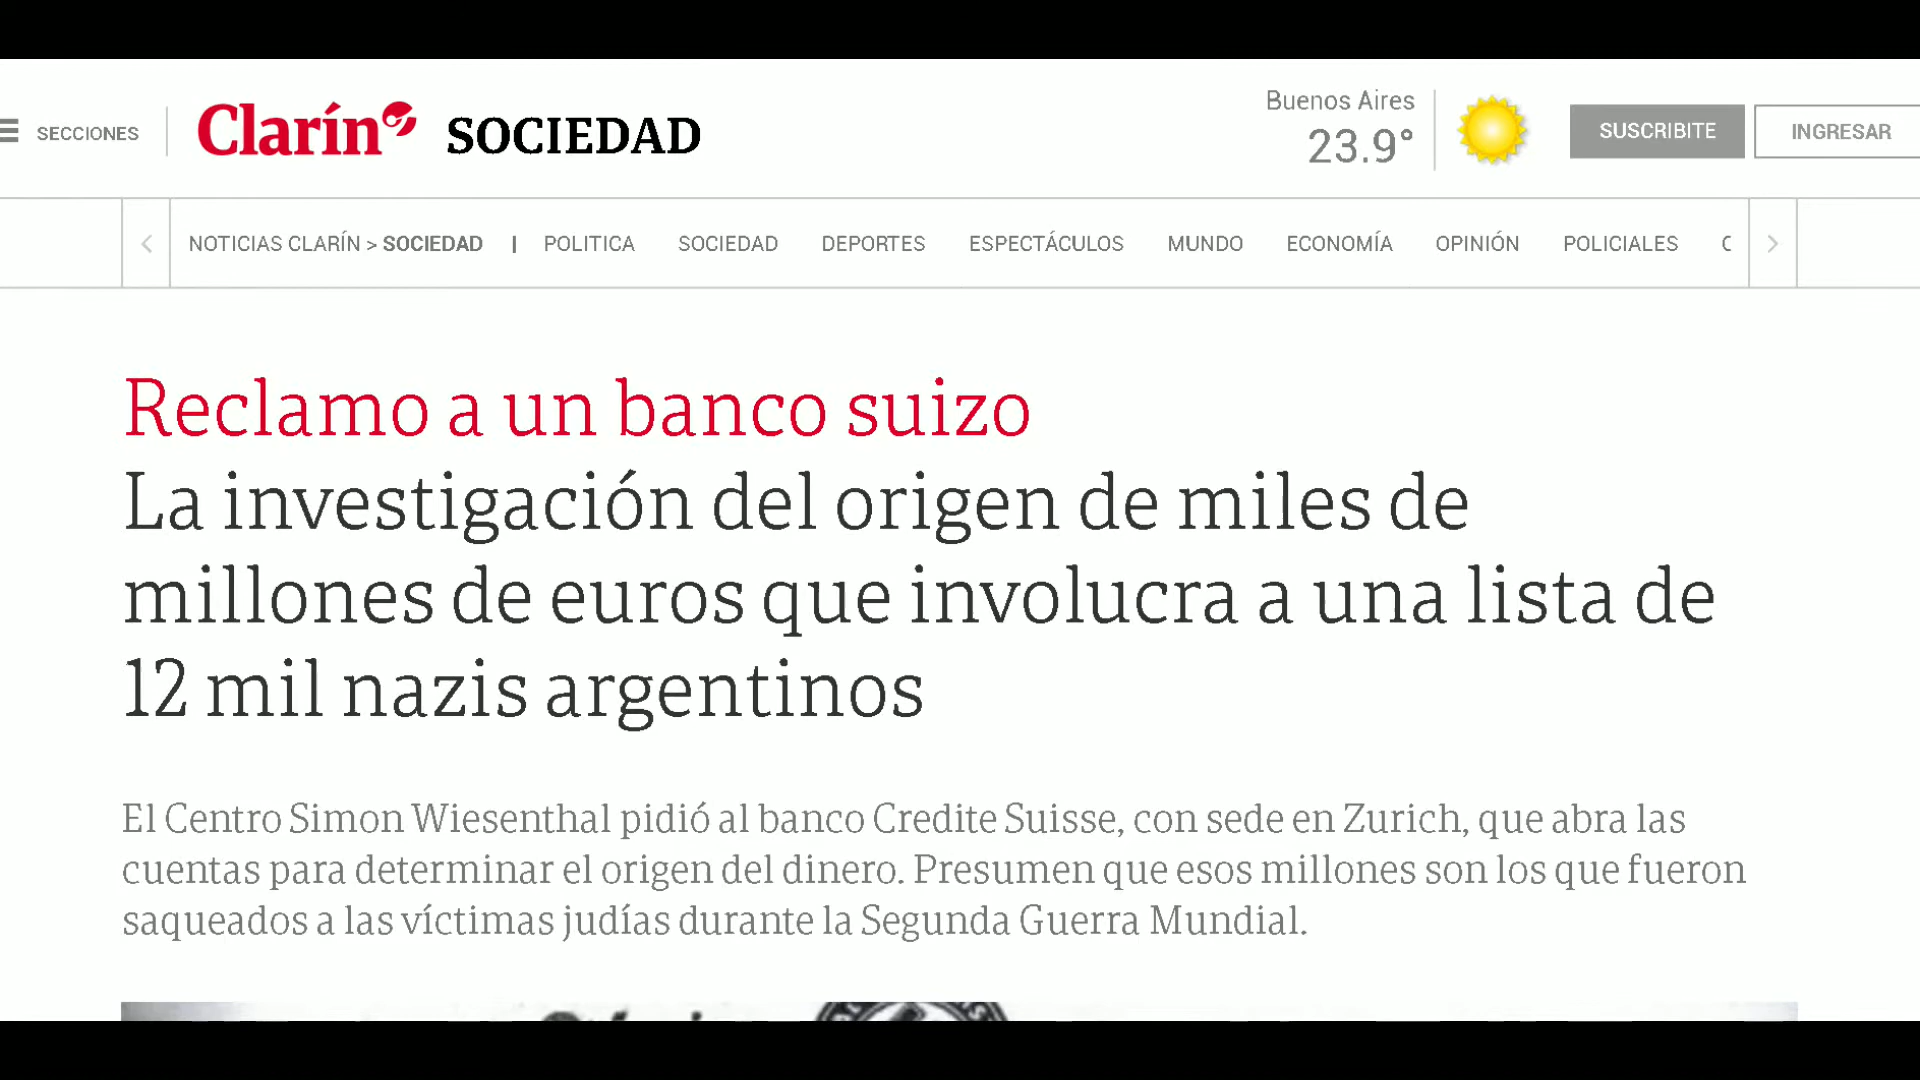 Buenos Aires
SECCIONES Clarín SOCIEDAD 23.9° SUSCRIBITE INGRESAR
NOTICIAS CLARÍN > SOCIEDAD | POLITICA SOCIEDAD DEPORTES ESPECTÁCULOS MUNDO ECONOMÍA OPINIÓN POLICIALES
Reclamo a un banco suizo
La investigación del origen de miles de
millones de euros que involucra a una lista de
12 mil nazis argentinos
El Centro Simon Wiesenthal pidió al banco Credite Suisse, con sede en Zurich, que abra las
cuentas para determinar el origen del dinero. Presumen que esos millones son los que fueron
saqueados a las víctimas judías durante la Segunda Guerra Mundial.